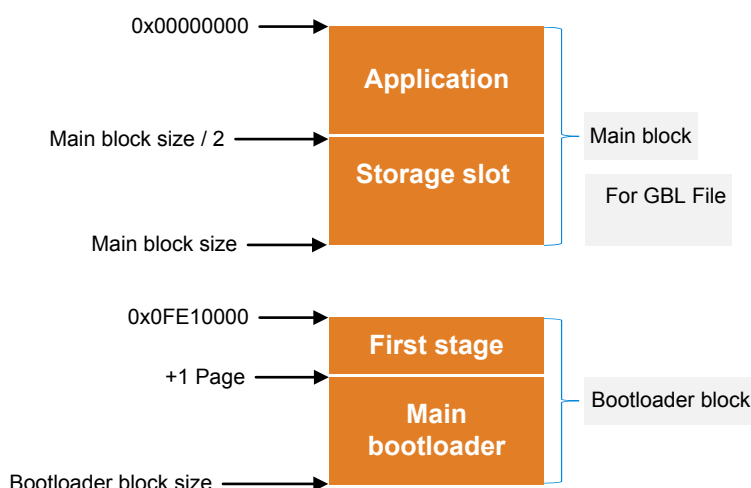 0x00000000
Application
Main block size / 2
Main block
Storage slot
For GBL File
Main block size
0x0FE10000
First stage
+1 Page
Bootloader block
Main
bootloader
Bootloader block size